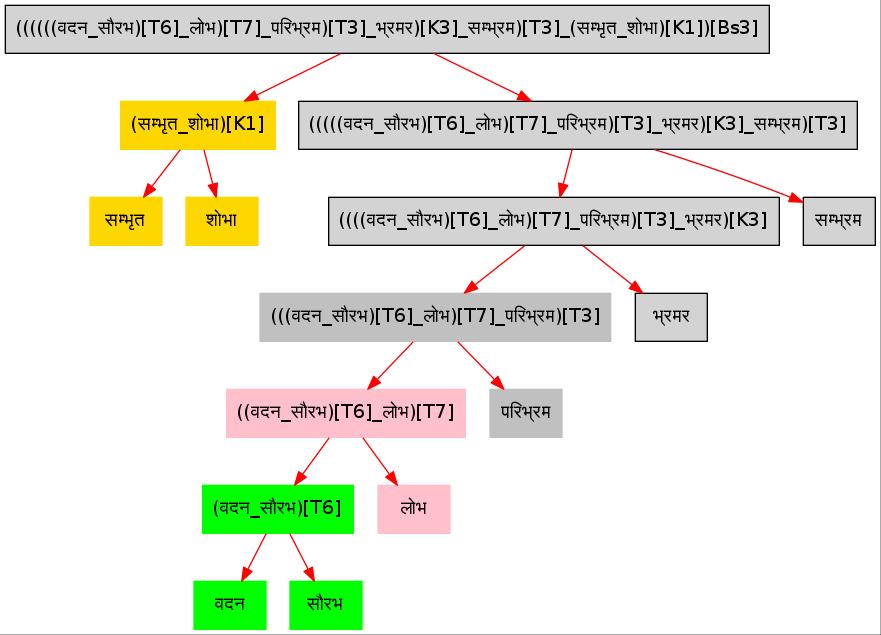 ((((((वदन_सौरभ)[T6]_लोभ)[T7]_परिभ्रम)[T3]_भ्रमर)[K3]_सम्भ्रम)[T3]_(सम्भृत_शोभा)[K1])[Bs3]
(सम्भृत_शोभा)[K1]
(((((वदन_सौरभ)[T6]_लोभ)[T7]_परिभ्रम)[T3]_भ्रमर)[K3]_सम्भ्रम)[T3]
सम्भृत
शोभा
((((वदन_सौरभ)[T6]_लोभ)[T7]_परिभ्रम)[T3]_भ्रमर)[K3]
सम्भ्रम
(((वदन_सौरभ)[T6]_लोभ)[T7]_परिभ्रम)[T3]
भ्रमर
((वदन_सौरभ)[T6]_लोभ)[T7]
परिभ्रम
(वदन_सौरभ)[T6]
लोभ
वदन
सौरभ